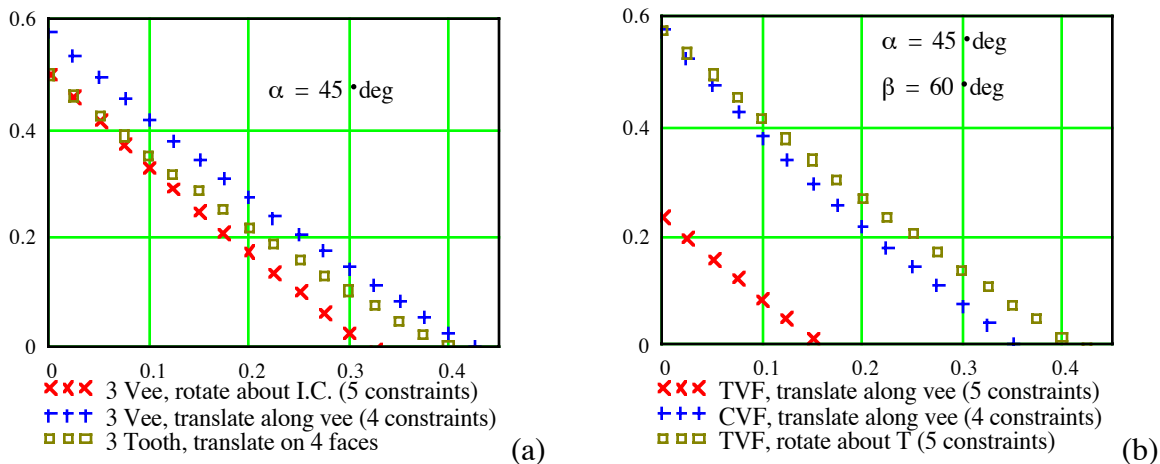 0.6
α = 45 • deg
0.4
0.2
0
0.1
0.2
0.3
0.4
3 Vee, rotate about I.C. (5 constraints)
3 Vee, translate along vee (4 constraints)
3 Tooth, translate on 4 faces
(a)
0.6
α = 45 • deg
β = 60 • deg
0.4
0.2
0
0.1
0.2
0.3
0.4
TVF, translate along vee (5 constraints)
CVF, translate along vee (4 constraints)
TVF, rotate about T (5 constraints)
(b)